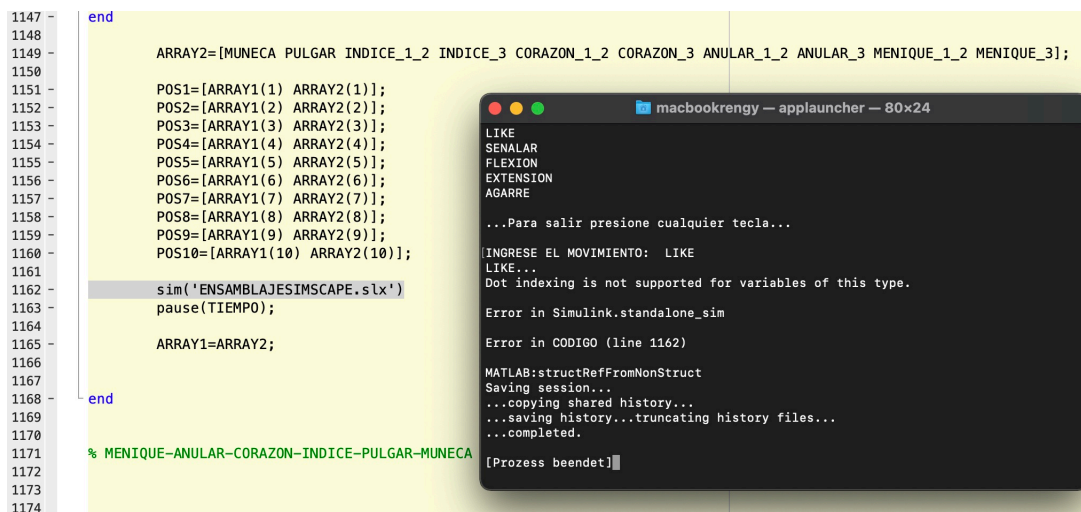 1147 - end
1148
1149 - ARRAY2=[MUNECA PULGAR INDICE_1_2 INDICE_3 CORAZON_1_2 CORAZON_3 ANULAR_1_2 ANULAR_3 MENIQUE_1_2 MENIQUE_3];
1150
1151 - POS1=[ARRAY1(1) ARRAY2(1)];
1152 - POS2=[ARRAY1(2) ARRAY2(2)];
1153 - POS3=[ARRAY1(3) ARRAY2(3)];
1154 - POS4=[ARRAY1(4) ARRAY2(4)];
1155 - POS5=[ARRAY1(5) ARRAY2(5)];
1156 - POS6=[ARRAY1(6) ARRAY2(6)];
1157 - POS7=[ARRAY1(7) ARRAY2(7)];
1158 - POS8=[ARRAY1(8) ARRAY2(8)];
1159 - POS9=[ARRAY1(9) ARRAY2(9)];
1160 - POS10=[ARRAY1(10) ARRAY2(10)];
1161
1162 - sim('ENSAMBLAJESIMSCAPE.slx')
1163 - pause(TIEMPO);
1164
1165 - ARRAY1=ARRAY2;
1166
1167
1168 - end
1169
1170
1171 % MENIQUE-ANULAR-CORAZON-INDICE-PULGAR-MUNECA
1172
1173
1174
macbookrengy — applauncher — 80×24
LIKE
SENALAR
FLEXION
EXTENSION
AGARRE
...Para salir presione cualquier tecla...
INGRESE EL MOVIMIENTO: LIKE
LIKE...
Dot indexing is not supported for variables of this type.
Error in Simulink.standalone_sim
Error in CODIGO (line 1162)
MATLAB:structRefFromNonStruct
Saving session...
...copying shared history...
...saving history...truncating history files...
...completed.
[Prozess beendet]